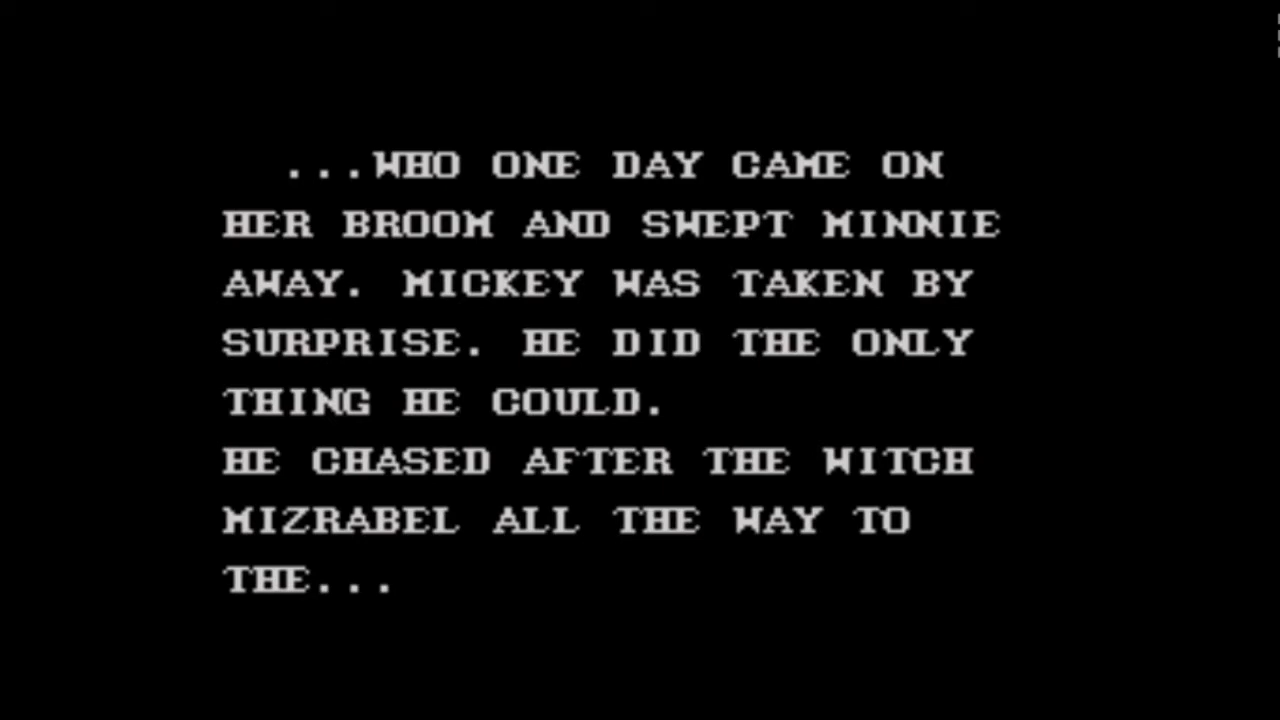 ...WHO ONE DAY CAME ON
HER BROOM AND SWEPT MINNIE
AWAY. MICKEY WAS TAKEN BY
SURPRISE. HE DID THE ONLY
THING HE COULD.
HE CHASED AFTER THE WITCH
MIZRABEL ALL THE WAY TO
THE...